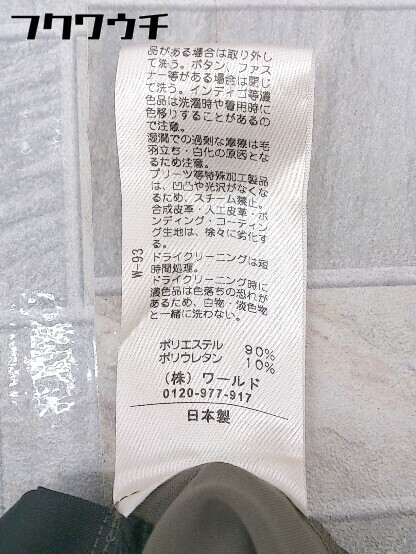 フクワウチ
品がある場合は取り外し
て洗う。ボタン、ファス
ナー等がある場合は閉じ
て洗う。インディゴ等濃
色品は洗濯時や着用時に
色移りすることがあるの
で注意。
湿潤での過剰な摩擦は毛
羽立ち・白化の原因とな
るため注意。
プリーツ等特殊加工製品
は、凹凸や光沢がなくな
るため、スチーム禁止。
合成皮革・人工皮革・ボ
ンディング・コーティン
グ生地は、徐々に劣化す
る。
ドライクリーニングは短
時間処理。
ドライクリーニング時に
濃色品は色落ちの恐れが
あるため、白物・淡色物
と一緒に洗わない。
W-93
ポリエステル 90%
ポリウレタン 10%
(株) ワールド
0120-977-917
日本製